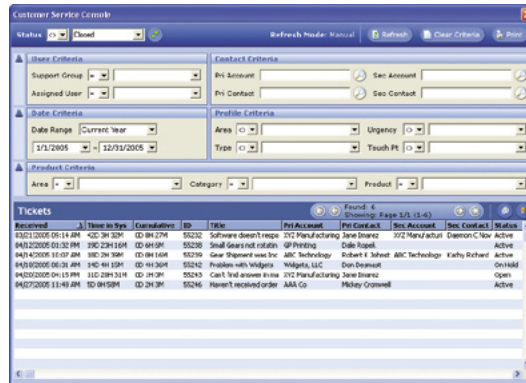 Customer Service Console
Status <> Closed Refresh Mode: Manual Refresh Clear Criteria Print
User Criteria Contact Criteria
Support Group = Pri Account Sec Account
Assigned User = Pri Contact Sec Contact
Date Criteria Profile Criteria
Date Range Current Year Area <> Urgency <>
1/1/2005 - 12/31/2005 Type <> Touch Pt <>
Product Criteria
Area = Category = Product =
Tickets Found: 6
Showing: Page 1/1 (1-6)
Received Time in Sys Cumulative ID Title Pri Account Pri Contact Sec Account Sec Contact Status
03/21/2005 09:14 AM 42D 3H 32M 0D 8H 27M 55232 Software doesn't respo XYZ Manufacturing Jane XYZ Manufacturi Active
04/12/2005 01:32 PM 19D 23H 16M 0D 6H 6M 55238 Small Gears not rotatin GP Printing Dale Ropek Active
04/14/2005 10:07 AM 18D 2H 39M 0D 8H 16M 55239 Gear Shipment was Inc ABC Technology Robert E ABC Technology Kathy Richard Active
04/18/2005 08:31 AM 14D 4H 15M 0D 4H 36M 55242 Problem with Widgets Widgets, LLC Don On Hold
04/20/2005 04:15 PM 11D 20H 31M 0D 1H 0M 55243 Can't find answer in ma XYZ Manufacturing Jane Open
04/27/2005 11:49 AM 5D 0H 58M 0D 2H 3M 55246 Haven't received order AAA Co Mickey Cromwell Active